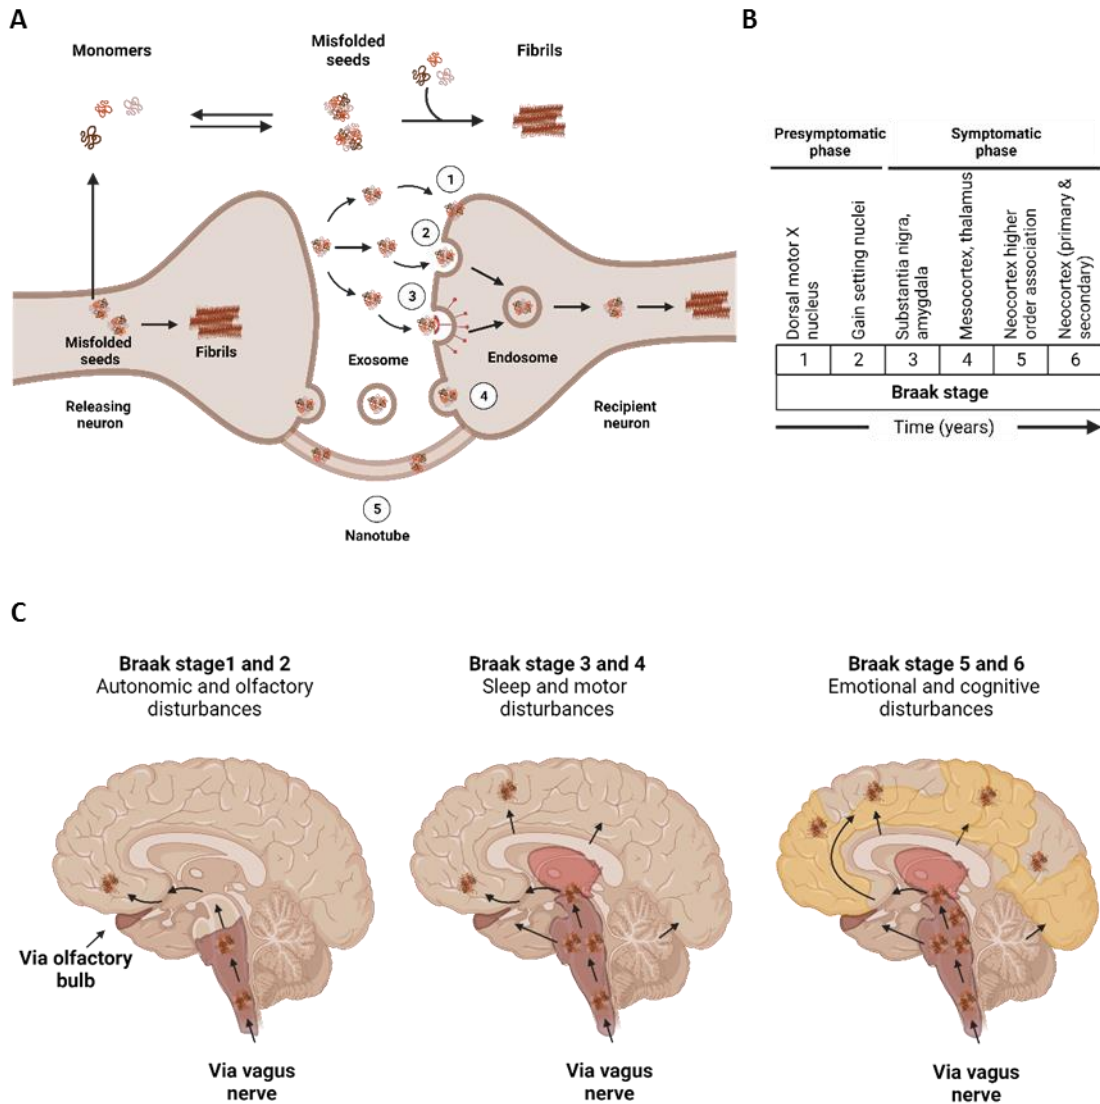 A
Monomers
Misfolded
seeds
Fibrils
1
2
3
Misfolded
seeds
Fibrils
Exosome
Endosome
4
Releasing
neuron
Recipient
neuron
5
Nanotube
B
Presymptomatic
phase
Symptomatic
phase
Dorsal motor X
nucleus
Gain setting nuclei
Substantia nigra,
amygdala
Mesocortex, thalamus
Neocortex higher
order association
Neocortex (primary &
secondary)
1 2 3 4 5 6
Braak stage
Time (years)
C
Braak stage1 and 2
Autonomic and olfactory
disturbances
Via olfactory
bulb
Via vagus
nerve
Braak stage 3 and 4
Sleep and motor
disturbances
Via vagus
nerve
Braak stage 5 and 6
Emotional and cognitive
disturbances
Via vagus
nerve